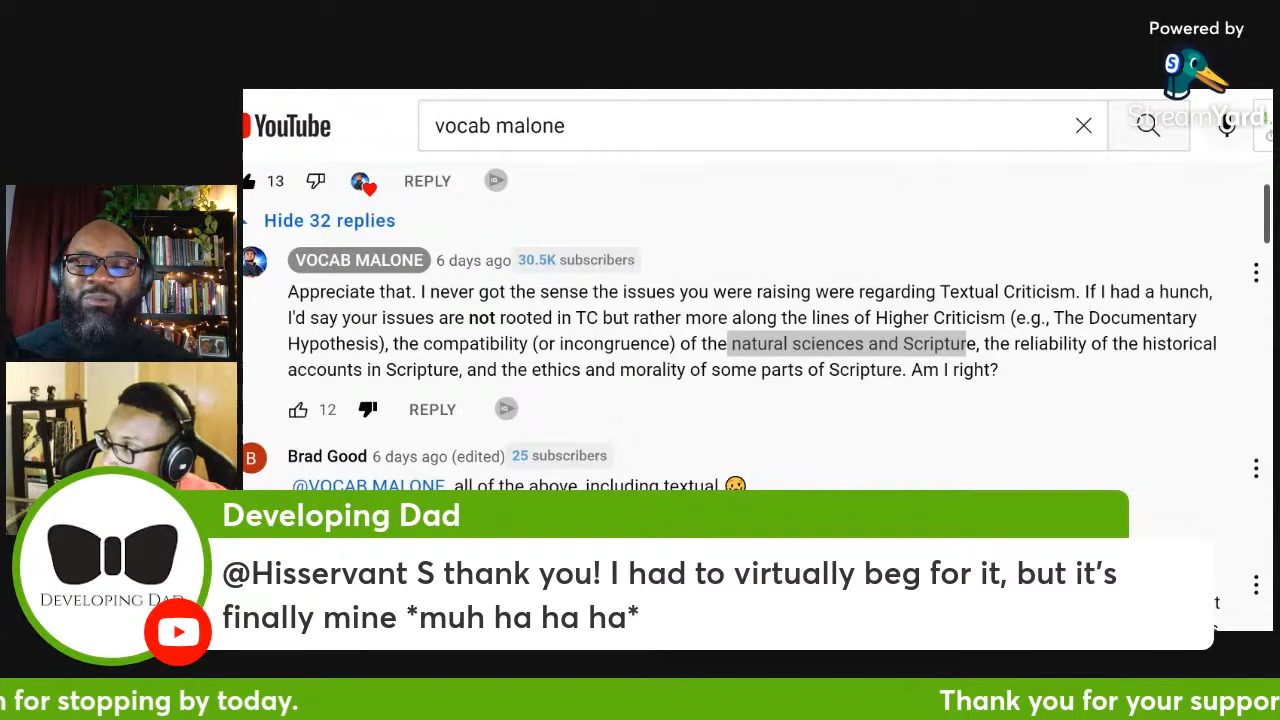 Powered by
StreamYard
YouTube
vocab malone
13
REPLY
Hide 32 replies
VOCAB MALONE 6 days ago 30.5K subscribers
Appreciate that. I never got the sense the issues you were raising were regarding Textual Criticism. If I had a hunch,
I'd say your issues are not rooted in TC but rather more along the lines of Higher Criticism (e.g., The Documentary
Hypothesis), the compatibility (or incongruence) of the natural sciences and Scripture, the reliability of the historical
accounts in Scripture, and the ethics and morality of some parts of Scripture. Am I right?
12 REPLY
B
Brad Good 6 days ago (edited) 25 subscribers
@VOCAB MALONE all of the above, including textual
Developing Dad
DEVELOPING DAD
@Hisservant S thank you! I had to virtually beg for it, but it's
finally mine *muh ha ha ha*
for stopping by today.
Thank you for your